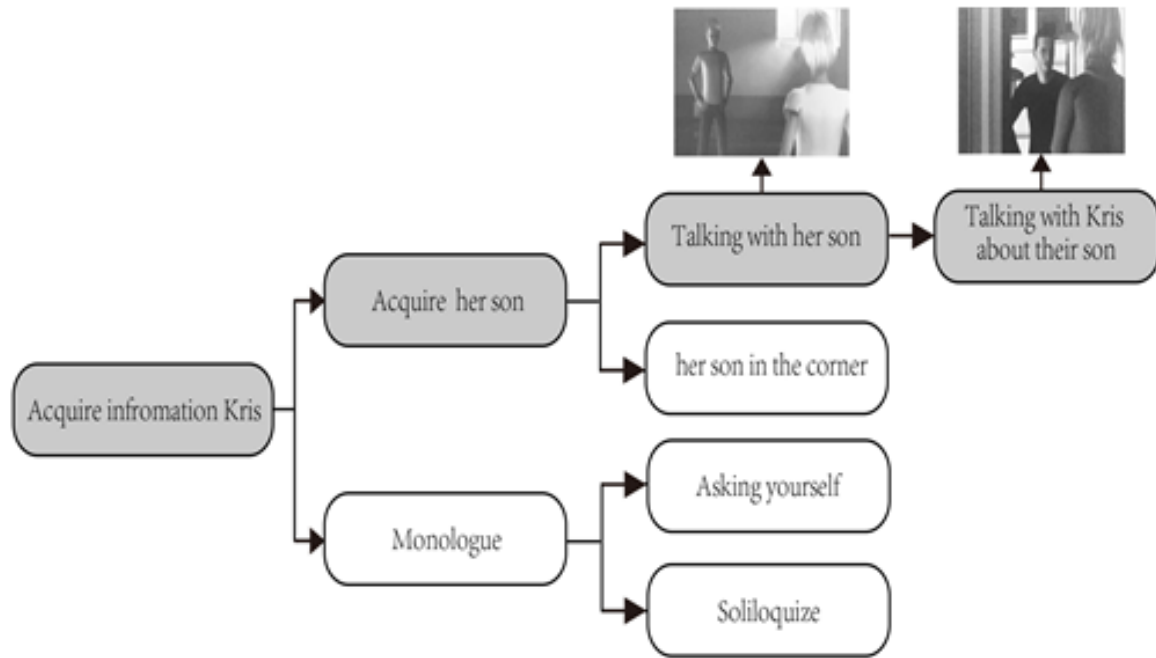 Talking with her son
Talking with Kris
about their son
Acquire her son
her son in the corner
Acquire infromation Kris
Asking yourself
Monologue
Soliloquize